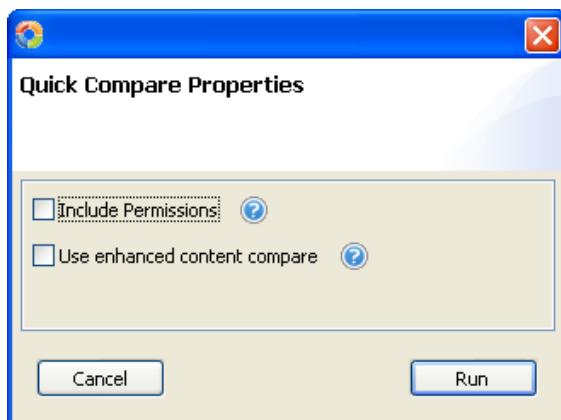 Quick Compare Properties
Include Permissions
Use enhanced content compare
Cancel
Run